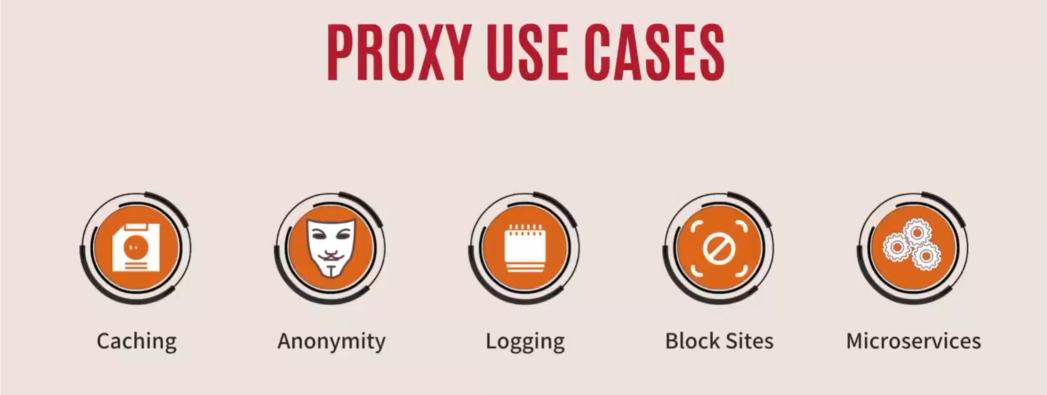 PROXY USE CASES
Caching
Anonymity
Logging
Block Sites
Microservices